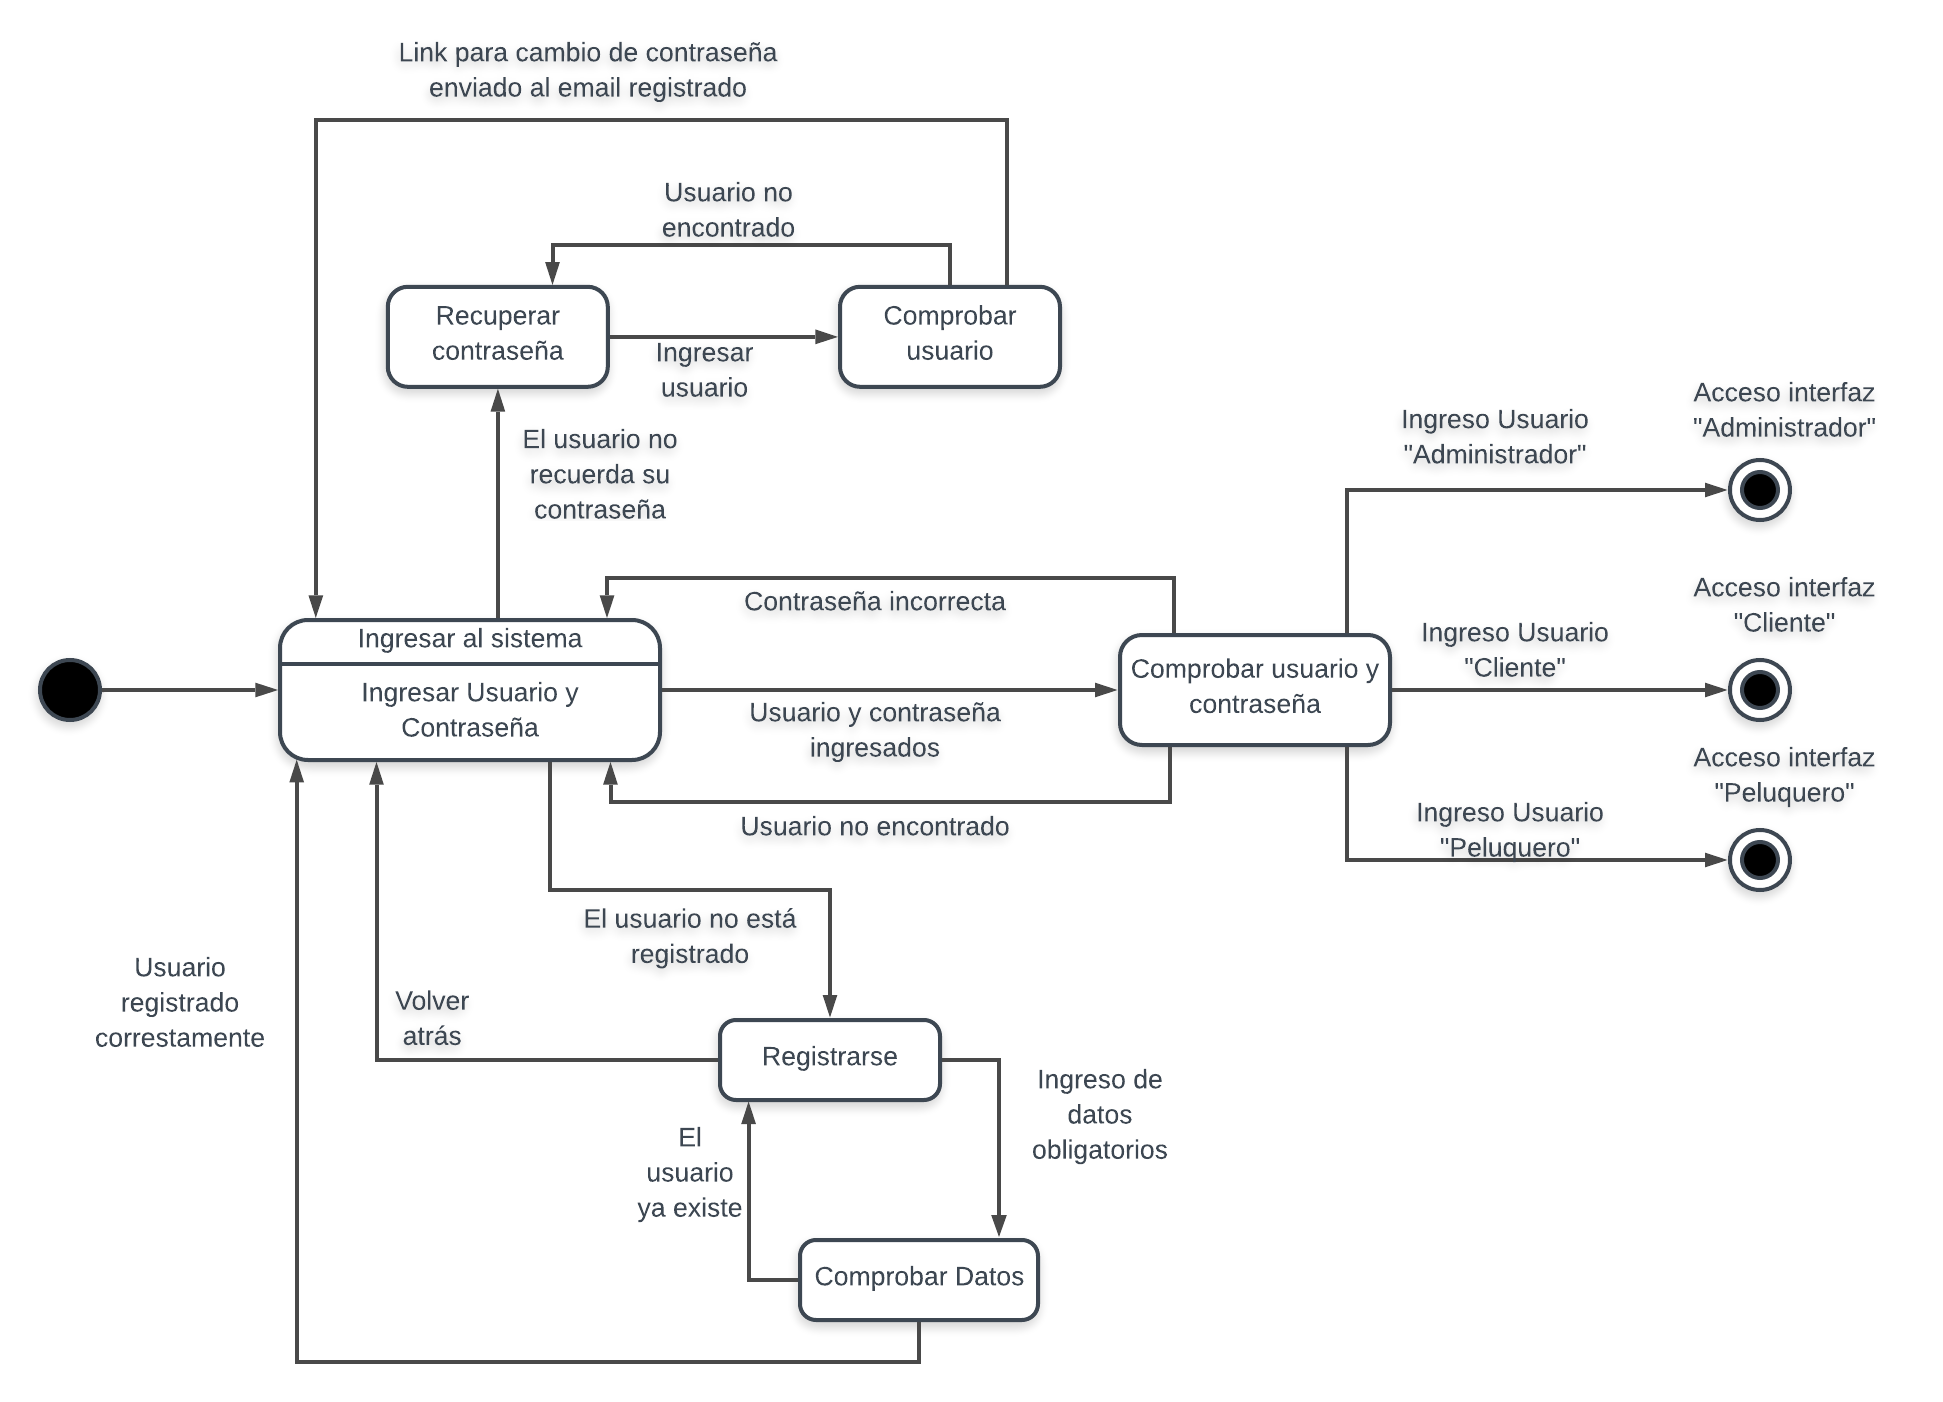 Link para cambio de contraseña
enviado al email registrado
Usuario no
encontrado
Recuperar
contraseña
Ingresar
usuario
Comprobar
usuario
El usuario no
recuerda su
contraseña
Ingreso Usuario
"Administrador"
Acceso interfaz
"Administrador"
Contraseña incorrecta
Ingresar al sistema
Ingresar Usuario y
Contraseña
Usuario y contraseña
ingresados
Comprobar usuario y
contraseña
Ingreso Usuario
"Cliente"
Acceso interfaz
"Cliente"
Usuario no encontrado
Ingreso Usuario
"Peluquero"
Acceso interfaz
"Peluquero"
El usuario no está
registrado
Usuario
registrado
correstamente
Volver
atrás
Registrarse
Ingreso de
datos
obligatorios
El
usuario
ya existe
Comprobar Datos